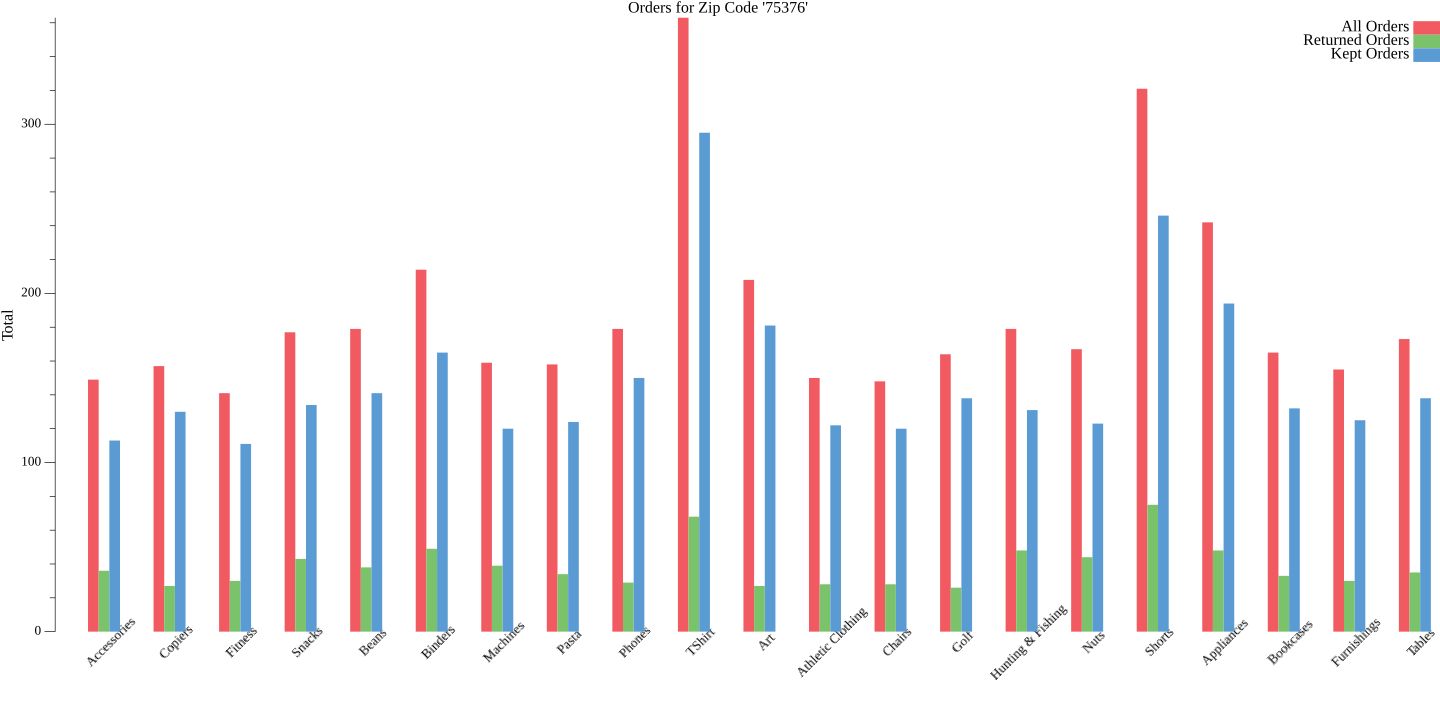 Orders for Zip Code '75376'
All Orders
Returned Orders
Kept Orders
Total
300
200
100
0
Accessories
Copiers
Fitness
Snacks
Beans
Binders
Machines
Pasta
Phones
TShirt
Art
Athletic Clothing
Chairs
Golf
Hunting & Fishing
Nuts
Shorts
Appliances
Bookcases
Furnishings
Tables